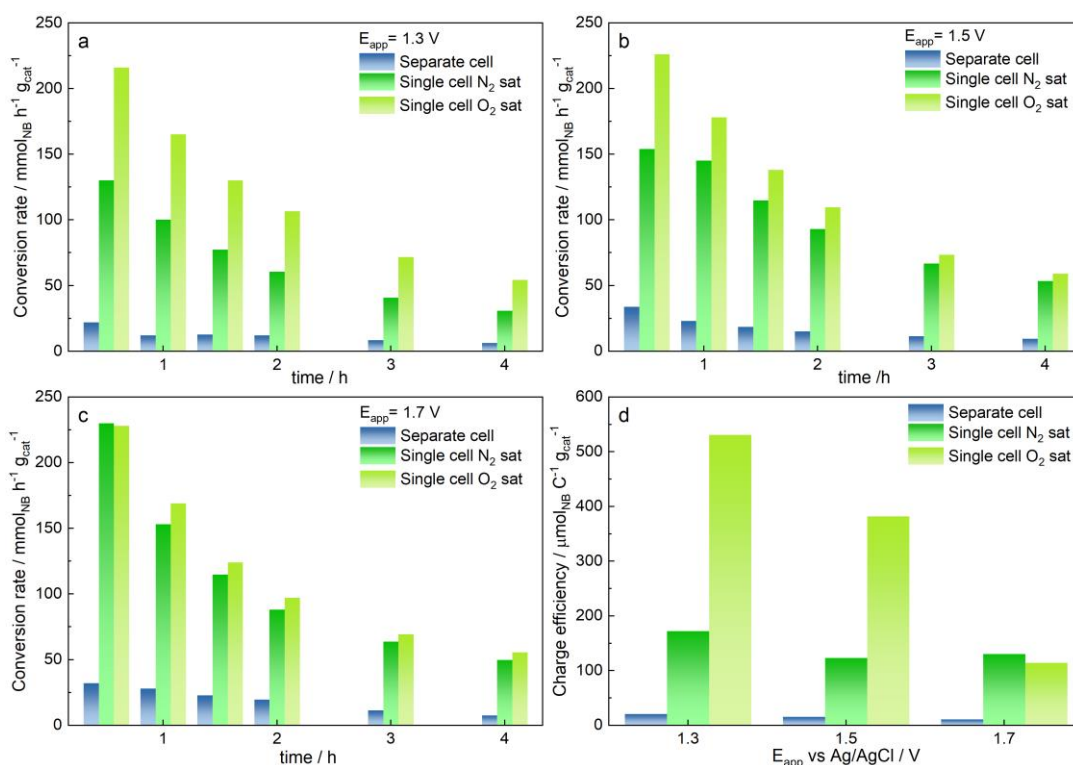 a
E_app= 1.3 V
Separate cell
Single cell N₂ sat
Single cell O₂ sat
Conversion rate / mmol_NB h⁻¹ g_cat⁻¹
250
200
150
100
50
0
1 2 3 4
time / h
b
E_app= 1.5 V
Separate cell
Single cell N₂ sat
Single cell O₂ sat
Conversion rate / mmol_NB h⁻¹ g_cat⁻¹
250
200
150
100
50
0
1 2 3 4
time /h
c
E_app= 1.7 V
Separate cell
Single cell N₂ sat
Single cell O₂ sat
Conversion rate / mmol_NB h⁻¹ g_cat⁻¹
250
200
150
100
50
0
1 2 3 4
time / h
d
Separate cell
Single cell N₂ sat
Single cell O₂ sat
Charge efficiency / μmol_NB C⁻¹ g_cat⁻¹
600
500
400
300
200
100
0
1.3 1.5 1.7
E_app vs Ag/AgCl / V